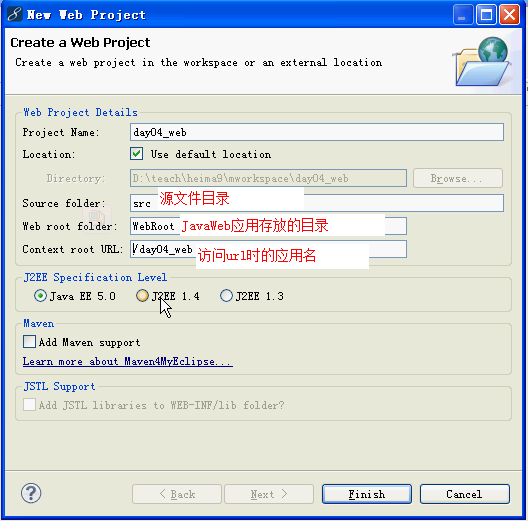 New Web Project
Create a Web Project
Create a web project in the workspace or an external location
Web Project Details
Project Name: day04_web
Location: Use default location
Directory: D:\teach\heima9\mworkspace\day04_web Browse...
源文件目录
Source folder: src
Web root folder: WebRoot JavaWeb应用存放的目录
Context root URL: /day04_web 访问url时的应用名
J2EE Specification Level
Java EE 5.0 J2EE 1.4 J2EE 1.3
Maven
Add Maven support
Learn more about Maven4MyEclipse...
JSTL Support
Add JSTL libraries to WEB-INF/lib folder?
? < Back Next > Finish Cancel